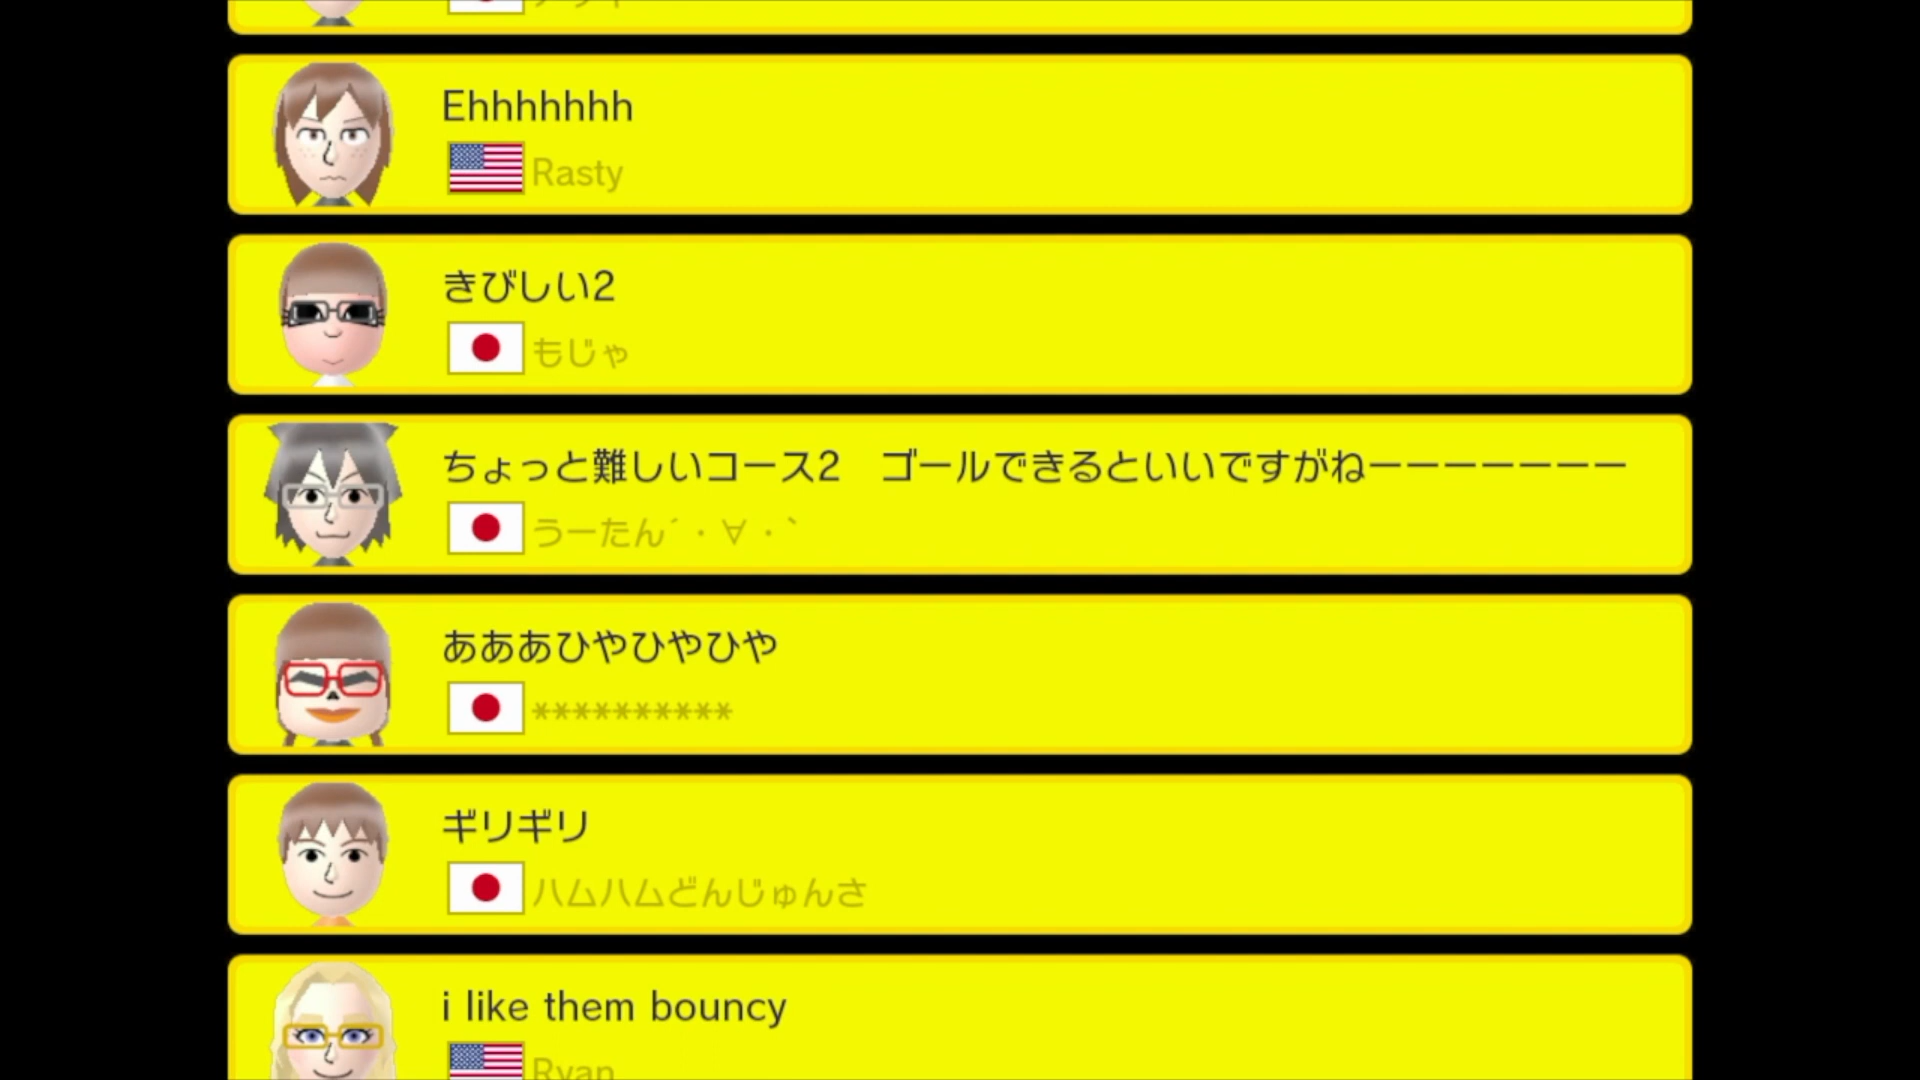 Ehhhhhhh
Rasty
きびしい2
もじゃ
ちょっと難しいコース2　ゴールできるといいですがねーーーーーーー
うーたん´・∀・`
あああひやひやひや
**********
ギリギリ
ハムハムどんじゅんさ
i like them bouncy
Ryan